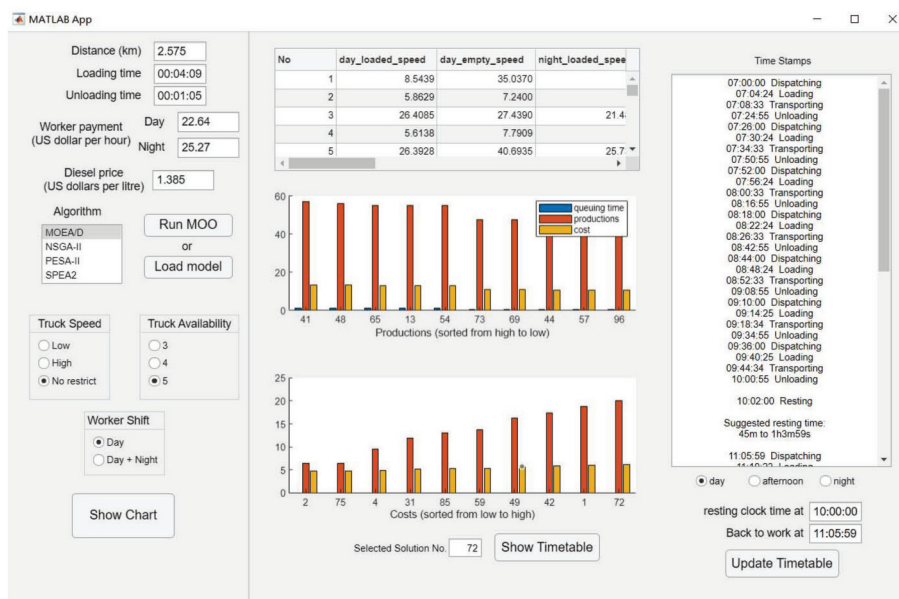 MATLAB App
Distance (km) 2.575
Loading time 00:04:09
Unloading time 00:01:05
Worker payment
(US dollar per hour)
Day 22.64
Night 25.27
Diesel price
(US dollars per litre)
1.385
Algorithm
MOEA/D
NSGA-II
PESA-II
SPEA2
Run MOO
or
Load model
Truck Speed
Low
High
No restrict
Truck Availability
3
4
5
Worker Shift
Day
Day + Night
Show Chart
No day_loaded_speed day_empty_speed night_loaded_spee
1 8.5439 35.0370
2 5.8629 7.2400
3 26.4085 27.4390 21.4
4 5.6138 7.7909
5 26.3928 40.6935 25.7
60
40
20
0
queuing time
productions
cost
41 48 65 13 54 73 69 44 57 96
Productions (sorted from high to low)
25
20
15
10
5
0
2 75 4 31 85 59 49 42 1 72
Costs (sorted from low to high)
Selected Solution No. 72 Show Timetable
Time Stamps
07:00:00 Dispatching
07:04:24 Loading
07:08:33 Transporting
07:24:55 Unloading
07:26:00 Dispatching
07:30:24 Loading
07:34:33 Transporting
07:50:55 Unloading
07:52:00 Dispatching
07:56:24 Loading
08:00:33 Transporting
08:16:55 Unloading
08:18:00 Dispatching
08:22:24 Loading
08:26:33 Transporting
08:42:55 Unloading
08:44:00 Dispatching
08:48:24 Loading
08:52:33 Transporting
09:08:55 Unloading
09:10:00 Dispatching
09:14:25 Loading
09:18:34 Transporting
09:34:55 Unloading
09:36:00 Dispatching
09:40:25 Loading
09:44:34 Transporting
10:00:55 Unloading
10:02:00 Resting
Suggested resting time:
45m to 1h3m59s
11:05:59 Dispatching
day afternoon night
resting clock time at 10:00:00
Back to work at 11:05:59
Update Timetable